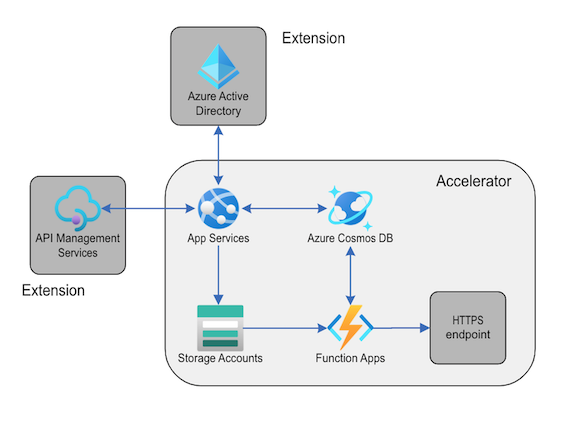 Extension
Azure Active
Directory
Accelerator
API Management
Services
App Services
Azure Cosmos DB
Extension
Storage Accounts
Function Apps
HTTPS
endpoint